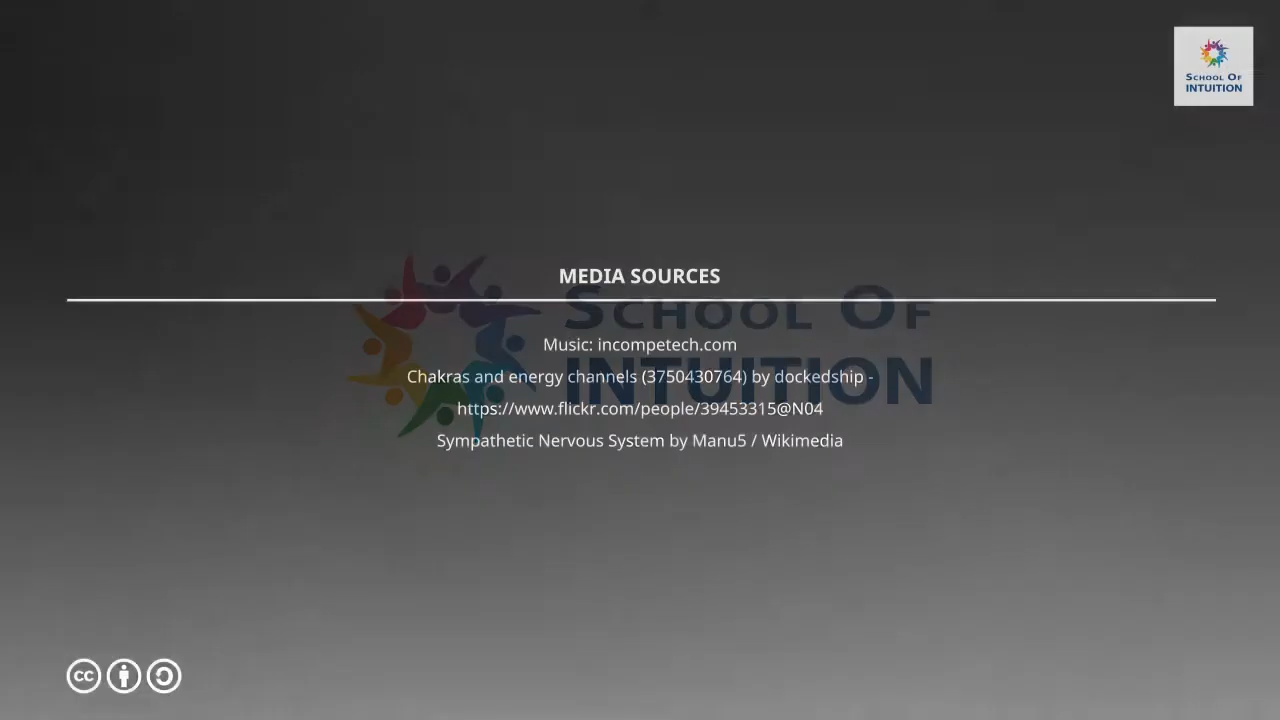 SCHOOL OF
INTUITION
MEDIA SOURCES
SCHOOL OF
INTUITION
Music: incompetech.com
Chakras and energy channels (3750430764) by dockedship -
https://www.flickr.com/people/39453315@N04
Sympathetic Nervous System by Manu5 / Wikimedia
cc